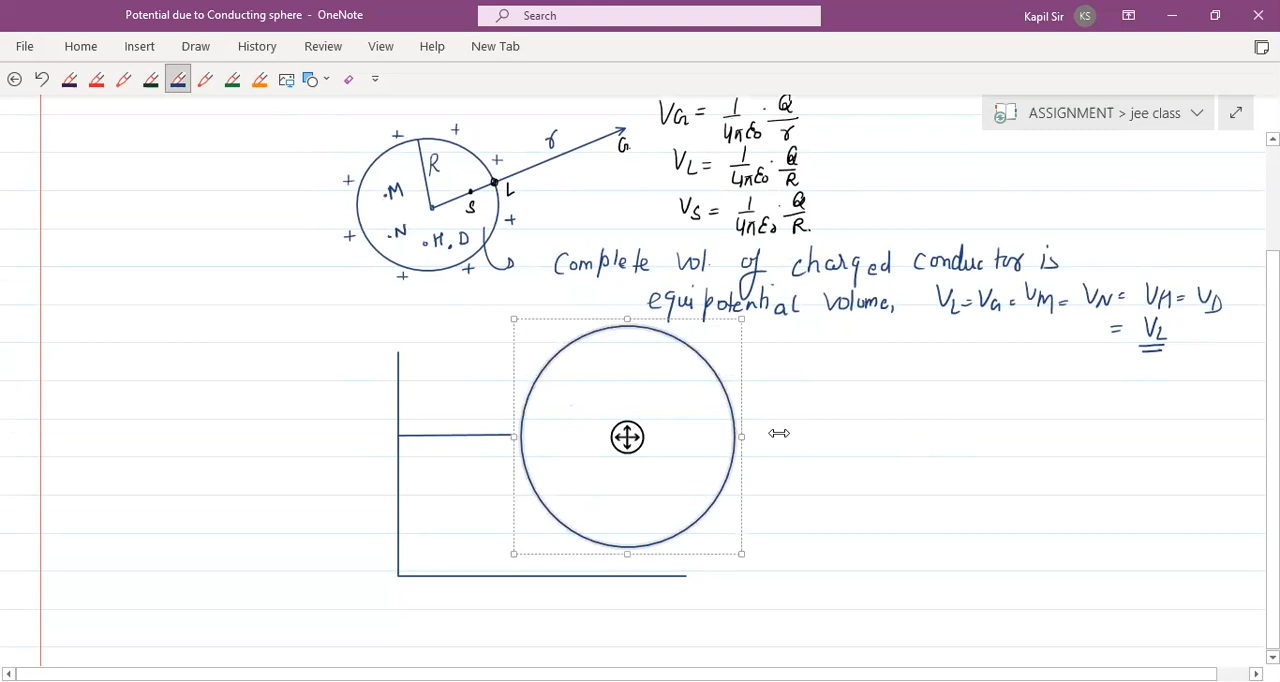 Potential due to Conducting sphere - OneNote
Search
Kapil Sir KS
File Home Insert Draw History Review View Help New Tab
ASSIGNMENT > jee class
+ + + + + + + + +
R
r
G
M
S
L
N
H
D
VG = 1/4πε0 · Q/r
VL = 1/4πε0 · Q/R
VS = 1/4πε0 · Q/R.
Complete vol. of charged conductor is
equipotential volume, VL = VG = VM = VN = VH = VD
= VL